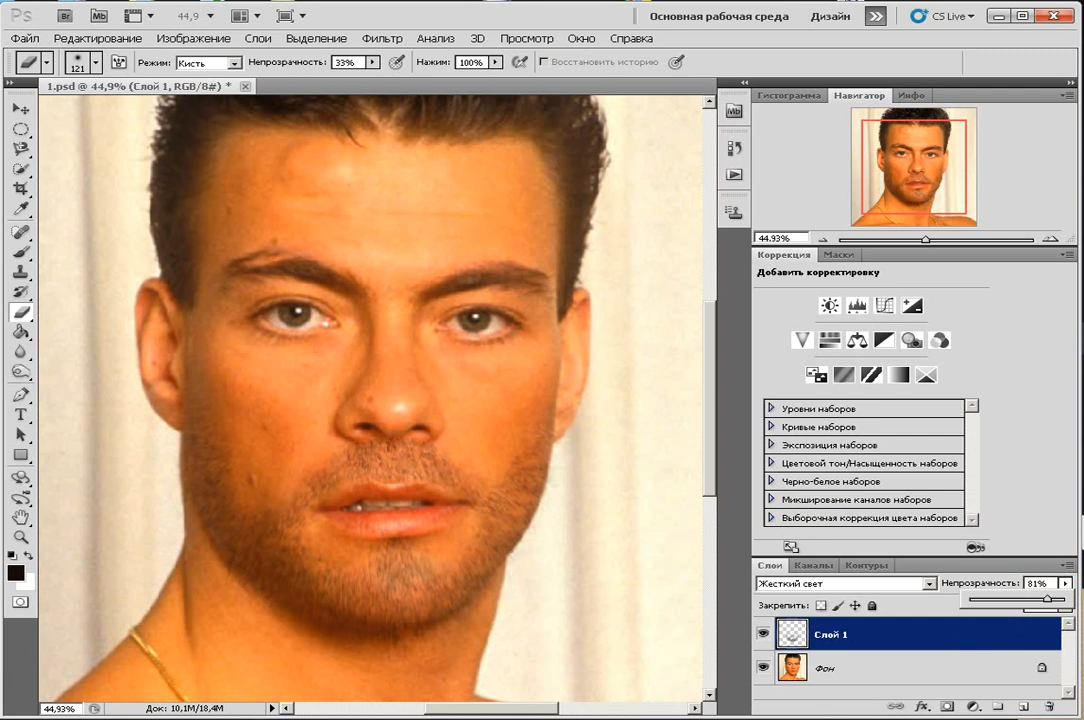 Ps Br Mb 44,9 Основная рабочая среда Дизайн CS Live
Файл Редактирование Изображение Слои Выделение Фильтр Анализ 3D Просмотр Окно Справка
121 Режим: Кисть Непрозрачность: 33% Нажим: 100% Восстановить историю
1.psd @ 44,9% (Слой 1, RGB/8#) *
Гистограмма Навигатор Инфо
Mb
44.93%
Коррекция Маски
Добавить корректировку
Уровни наборов
Кривые наборов
Экспозиция наборов
Цветовой тон/Насыщенность наборов
Черно-белое наборов
Микширование каналов наборов
Выборочная коррекция цвета наборов
Слои Каналы Контуры
Жесткий свет Непрозрачность: 81%
Закрепить:
Слой 1
Фон
44,93% Док: 10,1M/18,4M
fx